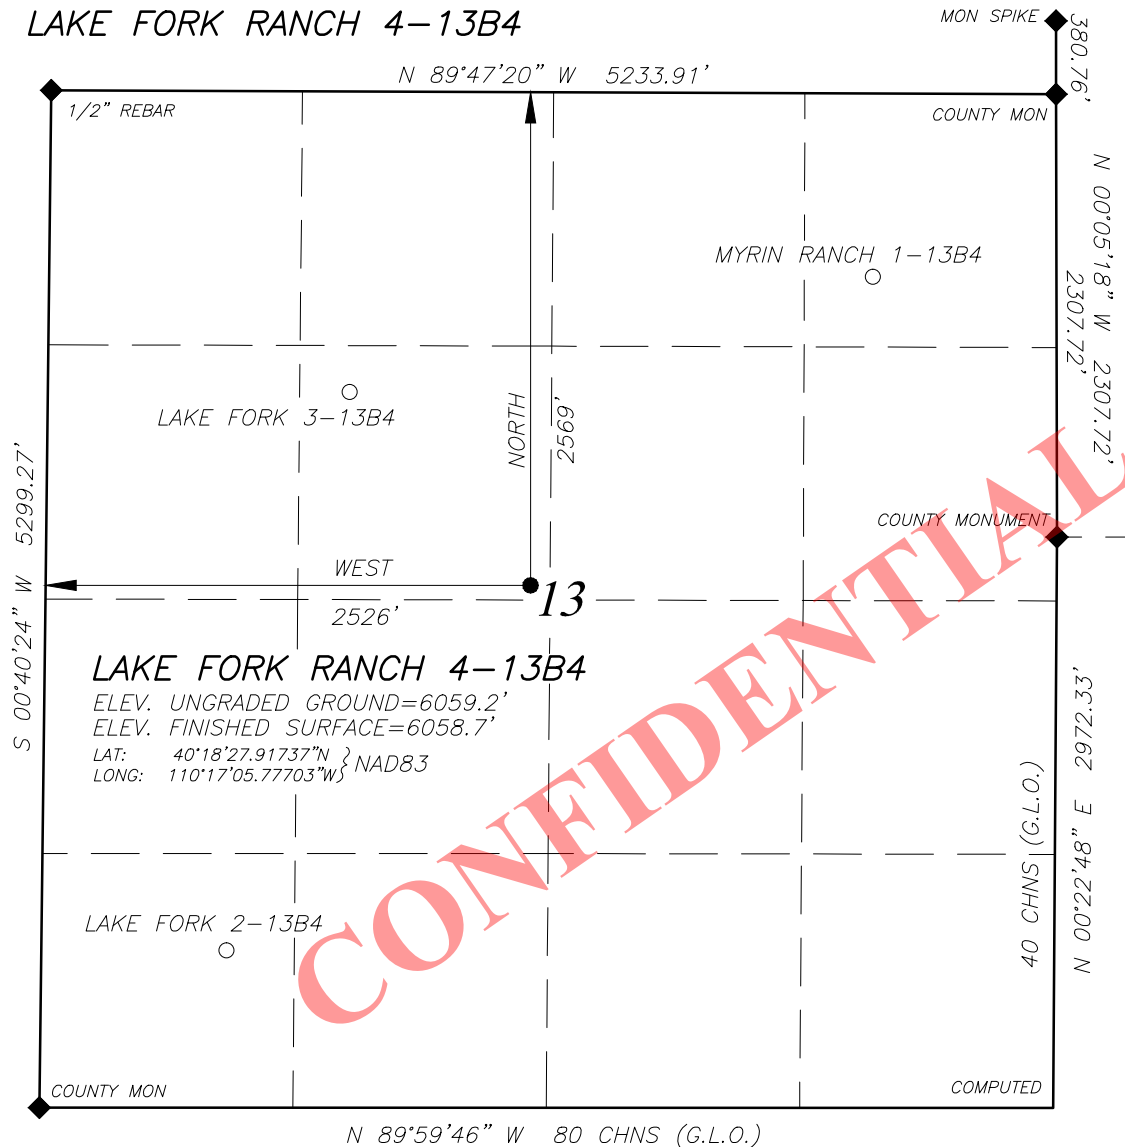 LAKE FORK RANCH 4-13B4
MON SPIKE
380.76'
N 89°47'20" W 5233.91'
1/2" REBAR
COUNTY MON
N 00°05'18" W 2307.72'
2307.72'
MYRIN RANCH 1-13B4
LAKE FORK 3-13B4
NORTH
2569'
S 00°40'24" W 5299.27'
COUNTY MONUMENT
WEST
2526'
13
LAKE FORK RANCH 4-13B4
ELEV. UNGRADED GROUND=6059.2'
ELEV. FINISHED SURFACE=6058.7'
LAT: 40°18'27.91737"N
LONG: 110°17'05.77703"W
} NAD83
CONFIDENTIAL
40 CHNS (G.L.O.)
N 00°22'48" E 2972.33'
LAKE FORK 2-13B4
COUNTY MON
COMPUTED
N 89°59'46" W 80 CHNS (G.L.O.)